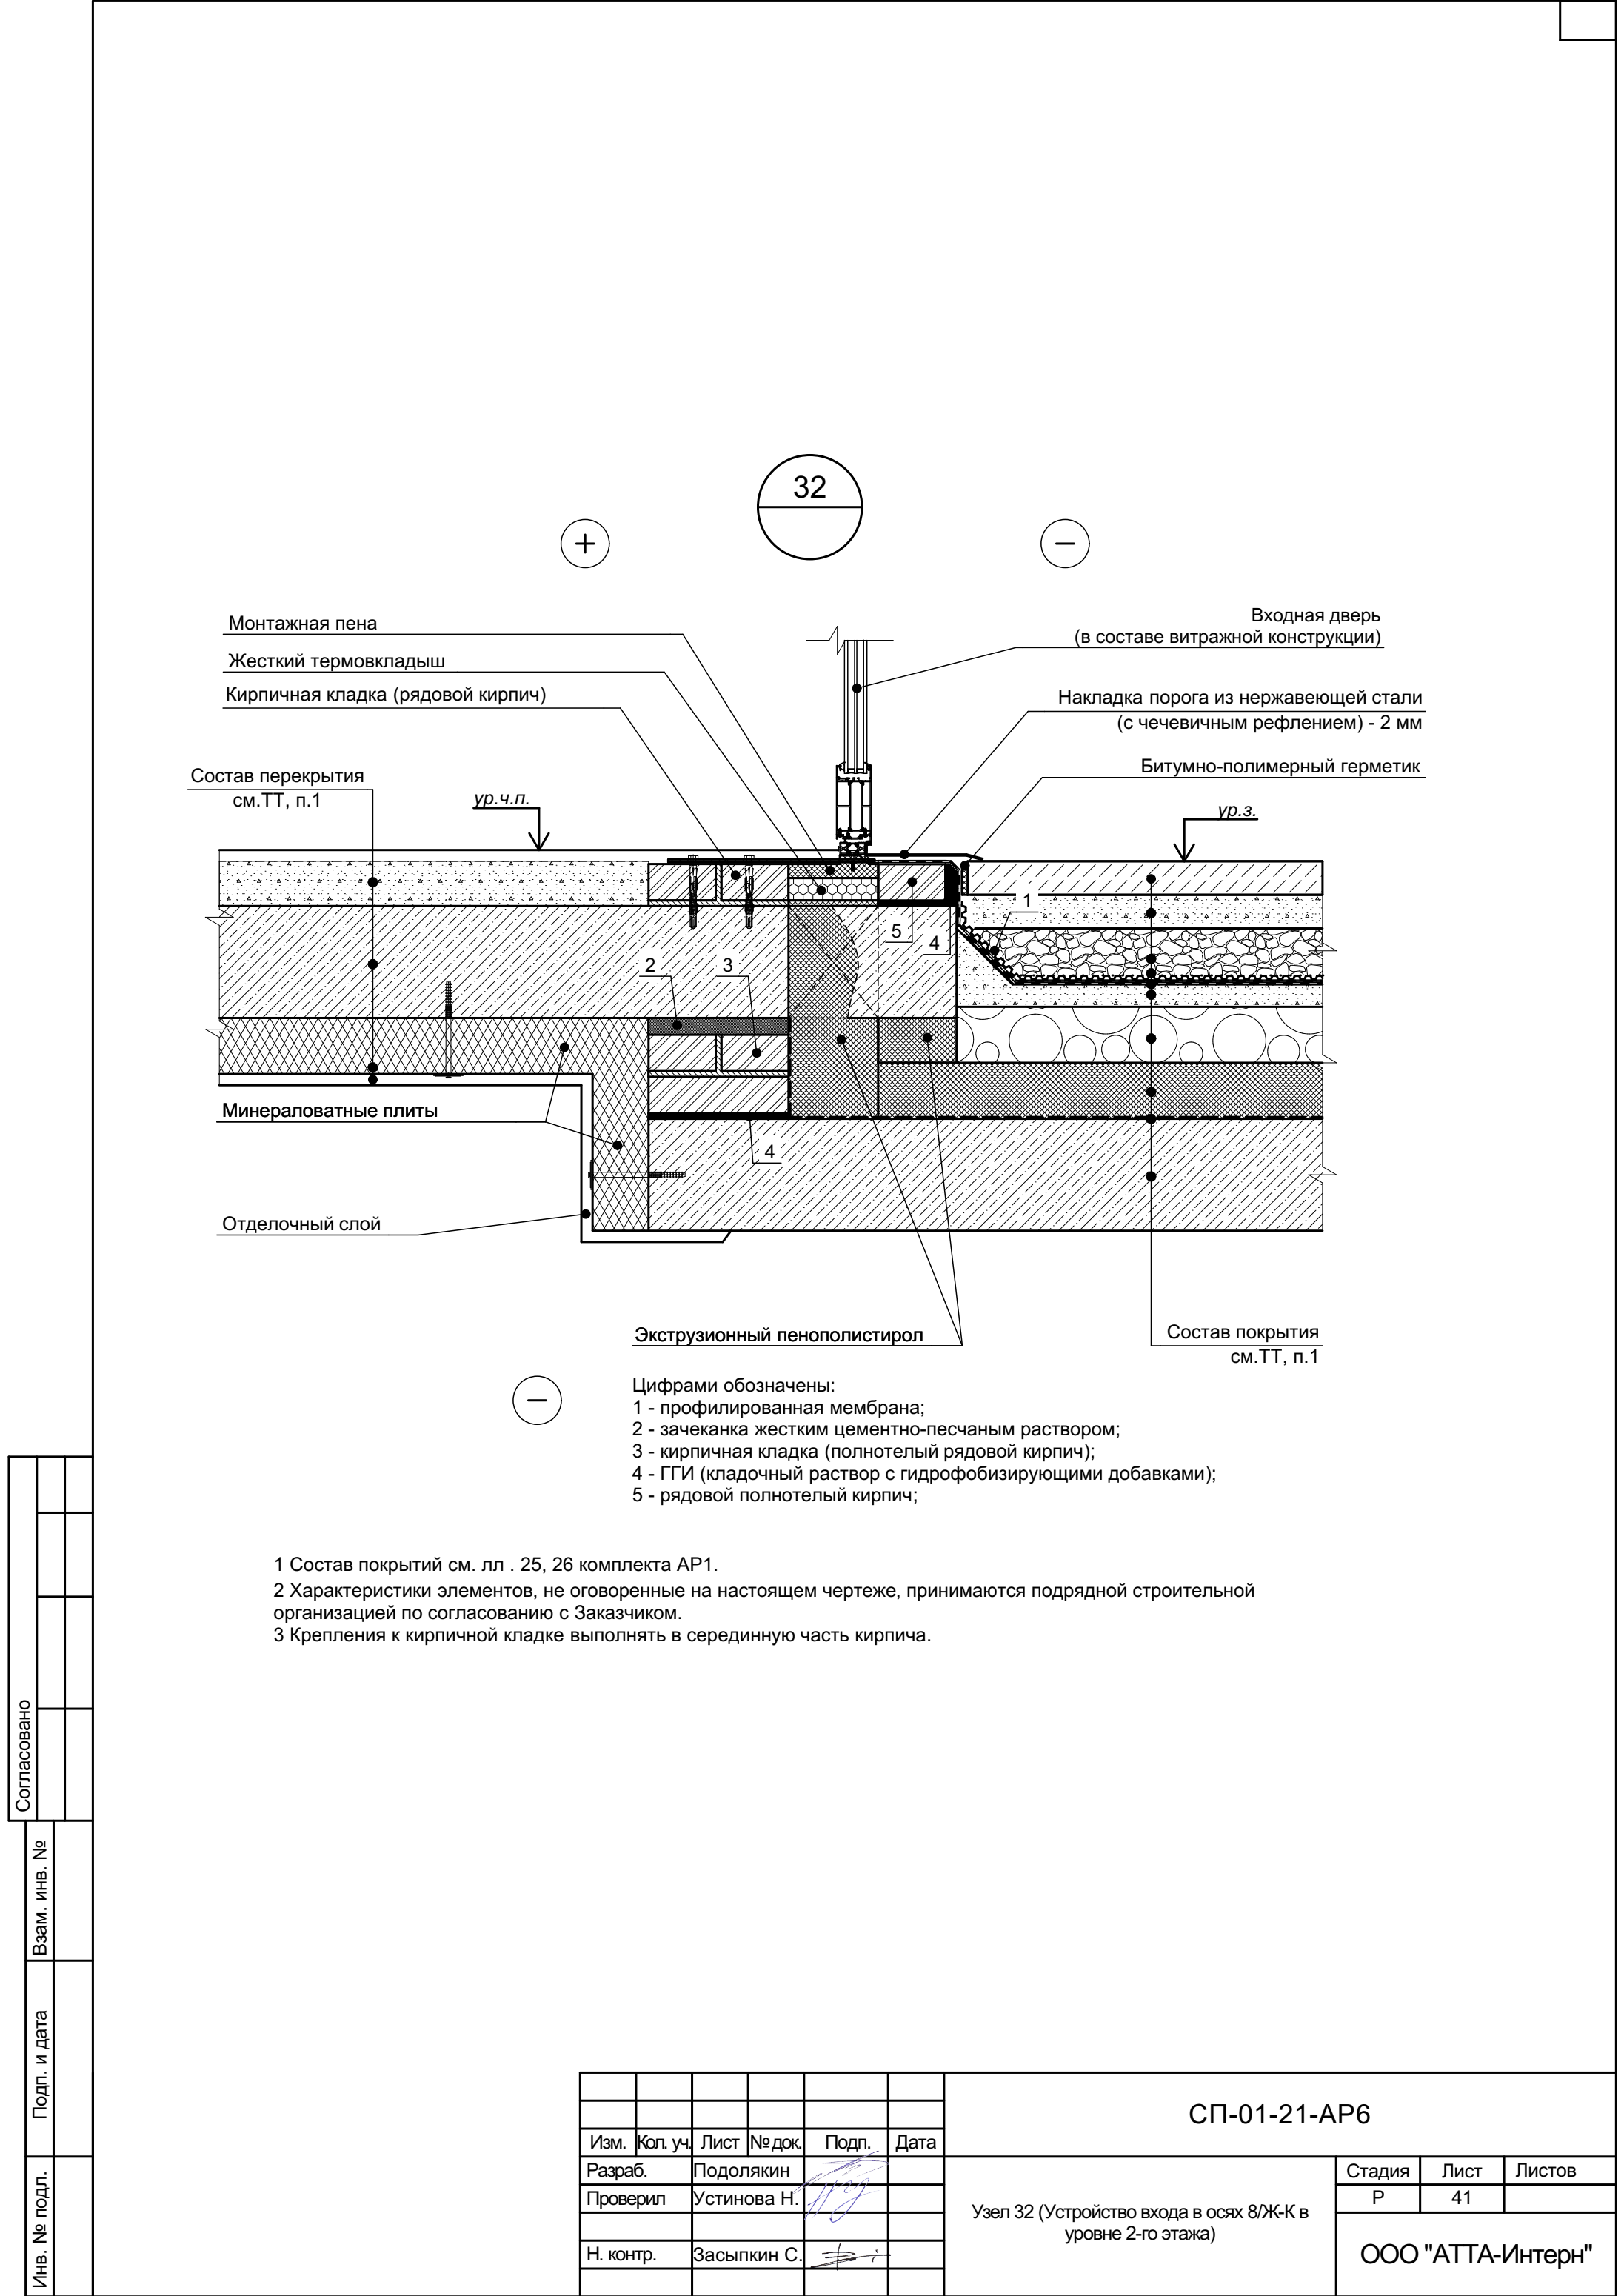 32
+
−
Монтажная пена
Жесткий термовкладыш
Кирпичная кладка (рядовой кирпич)
Состав перекрытия
см.ТТ, п.1
ур.ч.п.
Входная дверь
(в составе витражной конструкции)
Накладка порога из нержавеющей стали
(с чечевичным рефлением) - 2 мм
Битумно-полимерный герметик
ур.з.
1
5
4
2
3
4
Минераловатные плиты
Отделочный слой
Экструзионный пенополистирол
Состав покрытия
см.ТТ, п.1
−
Цифрами обозначены:
1 - профилированная мембрана;
2 - зачеканка жестким цементно-песчаным раствором;
3 - кирпичная кладка (полнотелый рядовой кирпич);
4 - ГГИ (кладочный раствор с гидрофобизирующими добавками);
5 - рядовой полнотелый кирпич;
1 Состав покрытий см. лл . 25, 26 комплекта АР1.
2 Характеристики элементов, не оговоренные на настоящем чертеже, принимаются подрядной строительной
организацией по согласованию с Заказчиком.
3 Крепления к кирпичной кладке выполнять в серединную часть кирпича.
Согласовано
Взам. инв. №
Подп. и дата
Инв. № подл.
СП-01-21-АР6
Изм. Кол. уч. Лист № док. Подп. Дата
Разраб. Подолякин
Проверил Устинова Н.
Н. контр. Засыпкин С.
Узел 32 (Устройство входа в осях 8/Ж-К в
уровне 2-го этажа)
Стадия Лист Листов
Р 41
ООО "АТТА-Интерн"